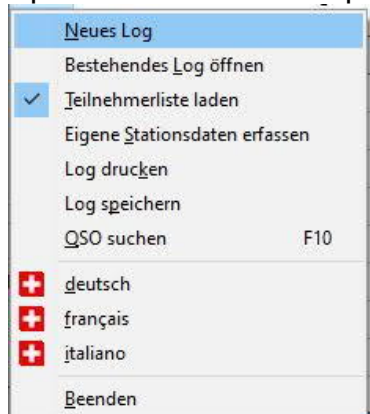 Neues Log
Bestehendes Log öffnen
Teilnehmerliste laden
Eigene Stationsdaten erfassen
Log drucken
Log speichern
QSO suchen F10
deutsch
français
italiano
Beenden